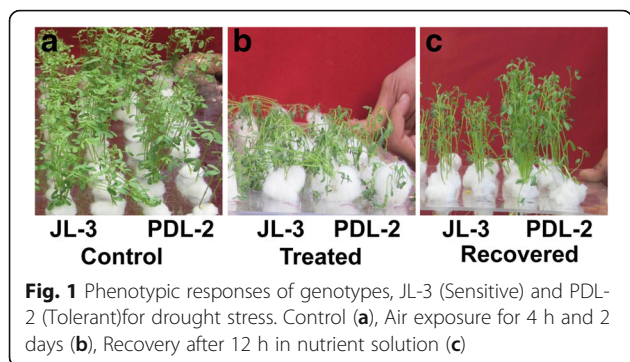 a b c
JL-3 PDL-2 JL-3 PDL-2 JL-3 PDL-2
Control Treated Recovered
Fig. 1 Phenotypic responses of genotypes, JL-3 (Sensitive) and PDL-
2 (Tolerant)for drought stress. Control (a), Air exposure for 4 h and 2
days (b), Recovery after 12 h in nutrient solution (c)